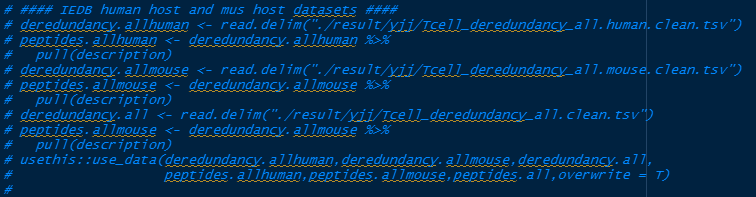 # #### IEDB human host and mus host datasets ####
# deredundancy.allhuman <- read.delim("./result/yjj/Tcell_deredundancy_all.human.clean.tsv")
# peptides.allhuman <- deredundancy.allhuman %>%
#   pull(description)
# deredundancy.allmouse <- read.delim("./result/yjj/Tcell_deredundancy_all.mouse.clean.tsv")
# peptides.allmouse <- deredundancy.allmouse %>%
#   pull(description)
# deredundancy.all <- read.delim("./result/yjj/Tcell_deredundancy_all.clean.tsv")
# peptides.allmouse <- deredundancy.allmouse %>%
#   pull(description)
# usethis::use_data(deredundancy.allhuman,deredundancy.allmouse,deredundancy.all,
#                   peptides.allhuman,peptides.allmouse,peptides.all,overwrite = T)
#